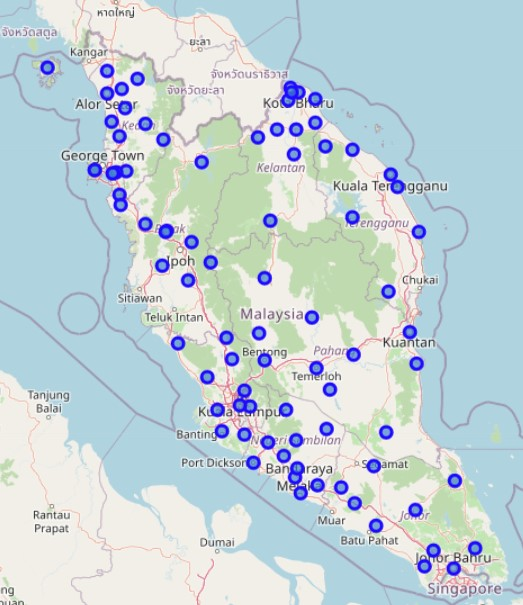 หาดใหญ่
จังหวัดสตูล
Kangar
ยะลา
จังหวัดนราธิวาส
จังหวัดยะลา
Alor Setar
Kota Bharu
Kedah
George Town
Kelantan
Kuala Terengganu
Terengganu
Perak
Ipoh
Chukai
Sitiawan
Teluk Intan
Malaysia
Kuantan
Bentong
Pahang
Temerloh
Tanjung
Balai
Kuala Lumpur
Banting
Negeri Sembilan
Port Dickson
Bandaraya
Melaka
Segamat
Rantau
Prapat
Muar
Johor
Batu Pahat
Dumai
Johor Bahru
Singapore